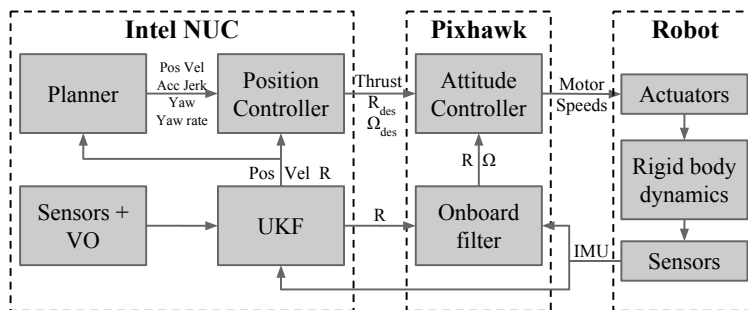 Intel NUC
Pixhawk
Robot
Planner
Pos Vel
Acc Jerk
Yaw
Yaw rate
Position
Controller
Thrust
R_des
Ω_des
Attitude
Controller
Motor
Speeds
Actuators
Pos Vel R
R Ω
Rigid body
dynamics
Sensors +
VO
UKF
R
Onboard
filter
IMU
Sensors